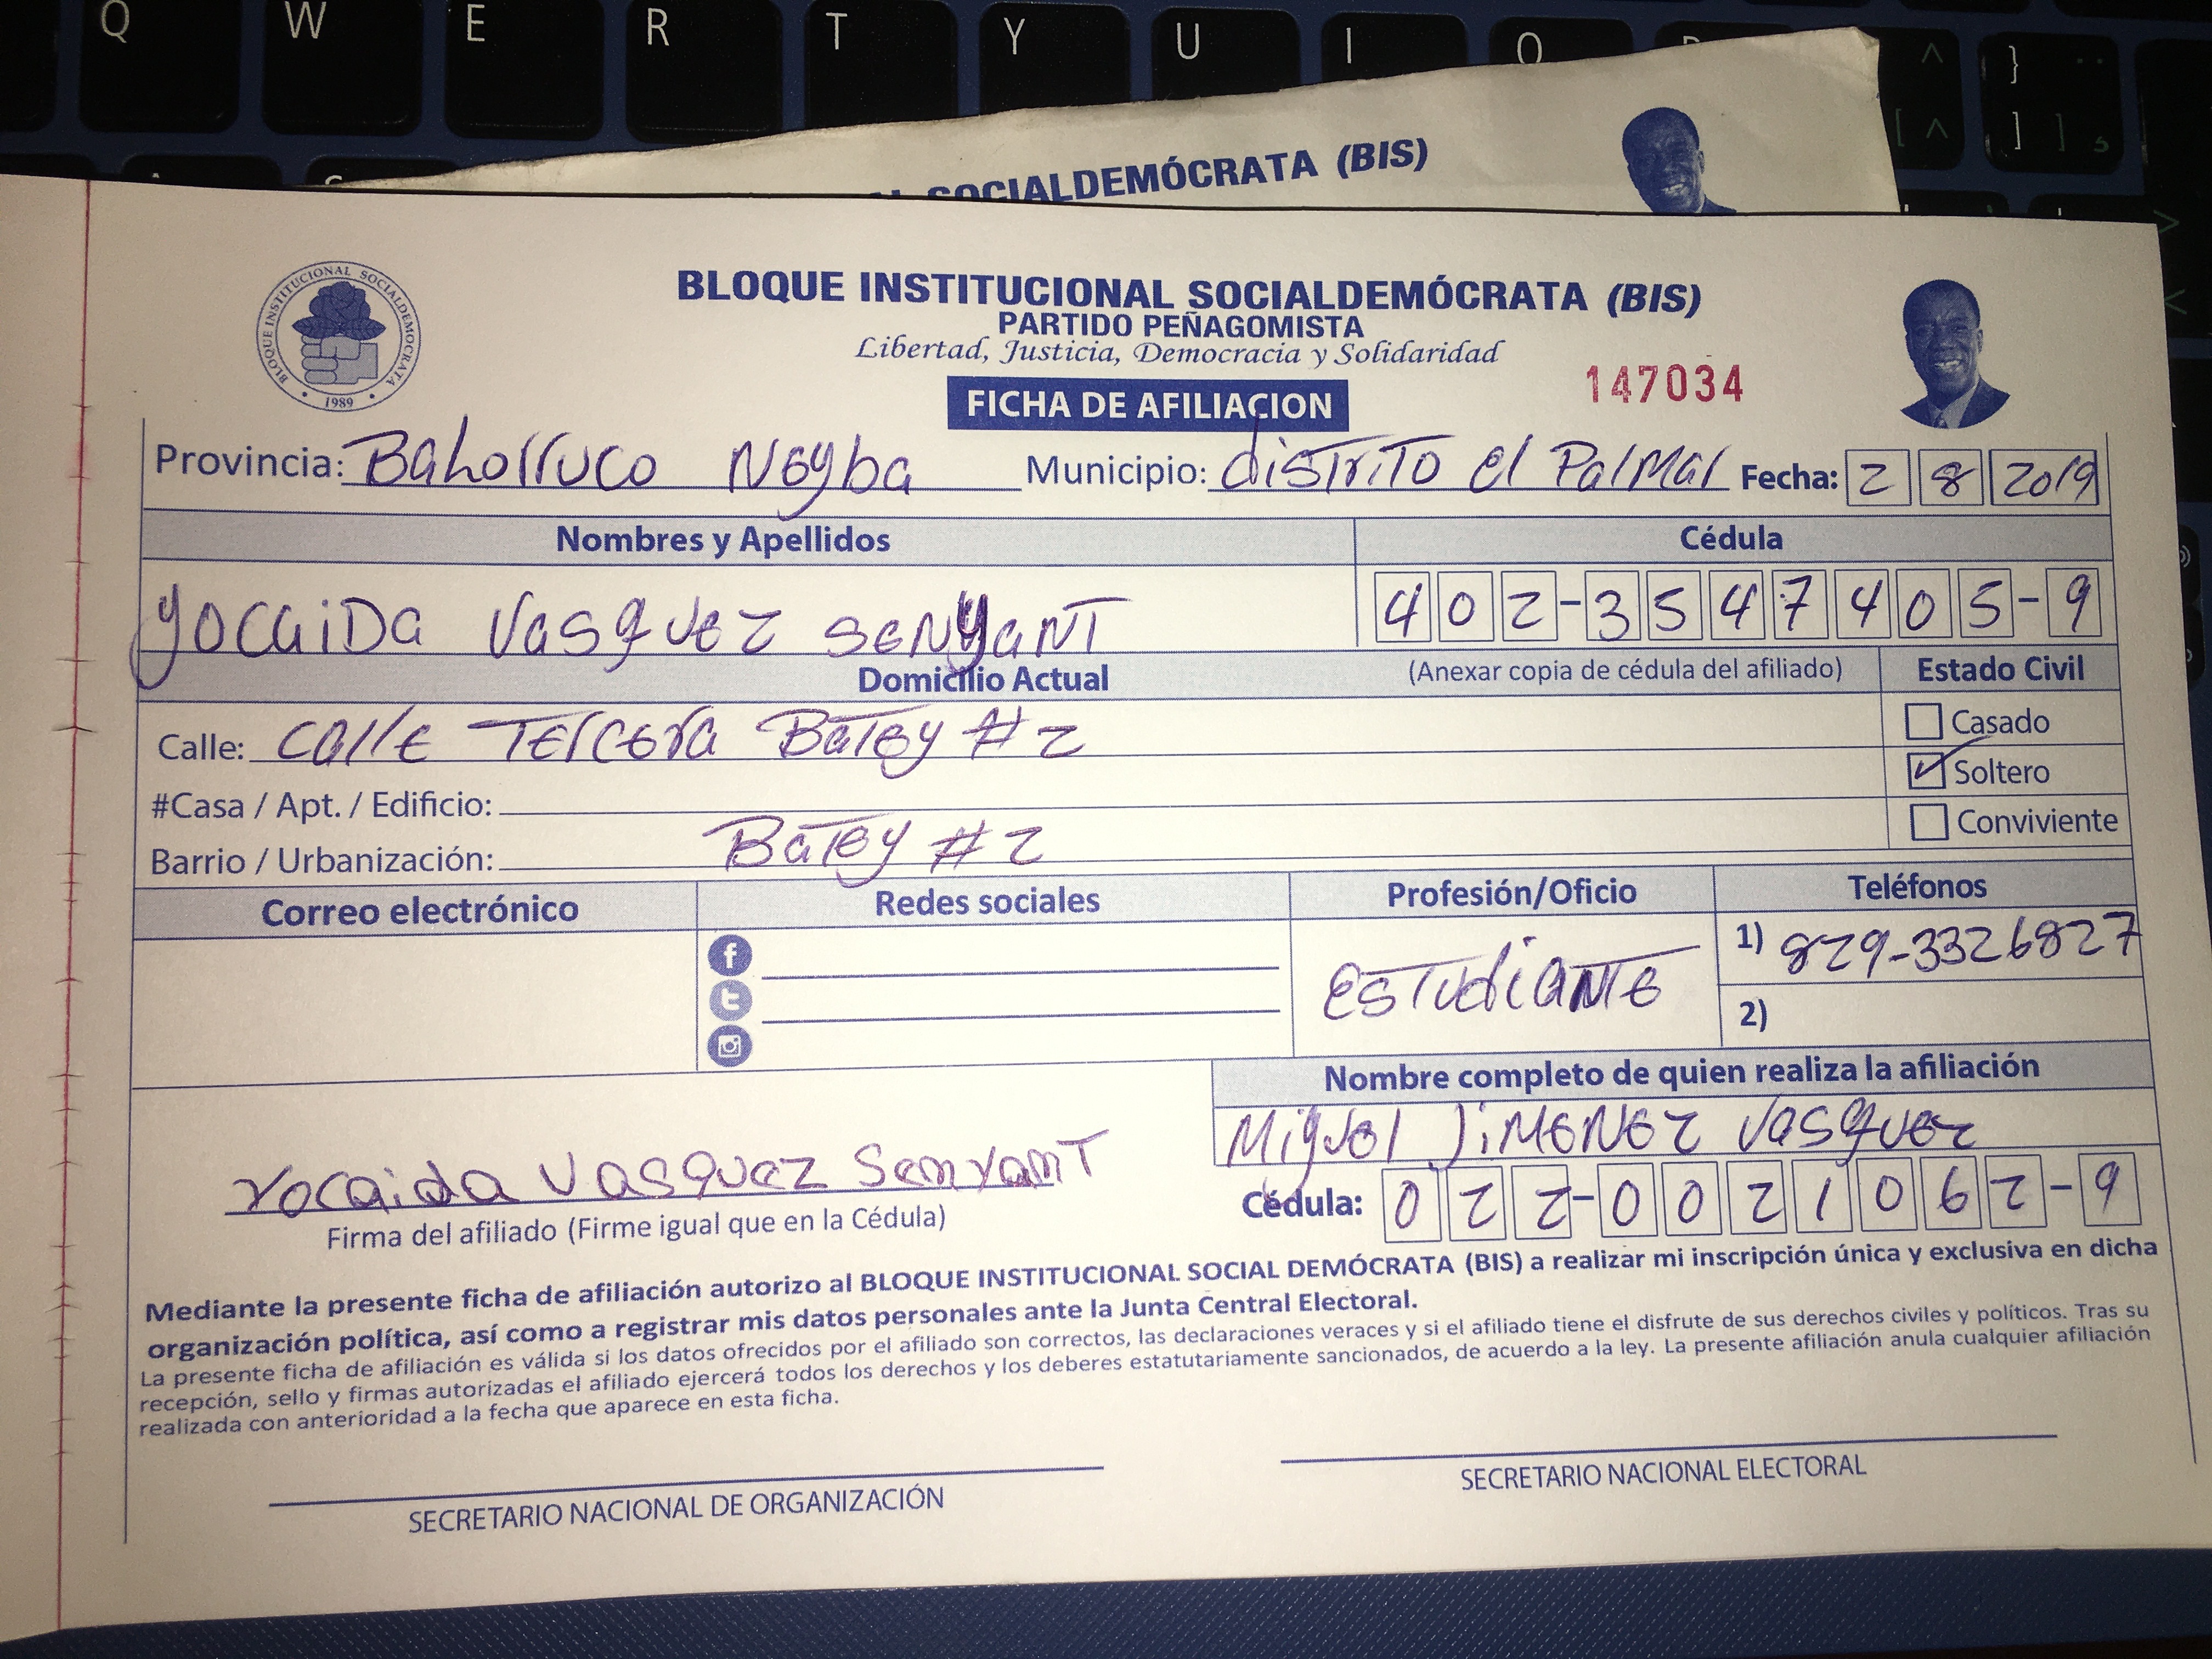 Q W E R T Y U I O
SOCIALDEMÓCRATA (BIS)
BLOQUE INSTITUCIONAL SOCIALDEMOCRATA
1989
BLOQUE INSTITUCIONAL SOCIALDEMÓCRATA (BIS)
PARTIDO PEÑAGOMISTA
Libertad, Justicia, Democracia y Solidaridad
147034
FICHA DE AFILIACION
Provincia: Bahorruco Neyba Municipio: distrito el Palmar Fecha: 2 8 2019
Nombres y Apellidos Cédula
yocaida Vasquez senyant 402-3547405-9
Domicilio Actual (Anexar copia de cédula del afiliado) Estado Civil
Calle: calle Tercera Batey #2 Casado
Soltero
#Casa / Apt. / Edificio:
Barrio / Urbanización: Batey #2 Conviviente
Correo electrónico Redes sociales Profesión/Oficio Teléfonos
Estudiante 1) 829-3326827
2)
Nombre completo de quien realiza la afiliación
Miguel Jimenez Vasquez
Yocaida Vasquez Senyant
Cédula: 022-0021062-9
Firma del afiliado (Firme igual que en la Cédula)
Mediante la presente ficha de afiliación autorizo al BLOQUE INSTITUCIONAL SOCIAL DEMÓCRATA (BIS) a realizar mi inscripción única y exclusiva en dicha
organización política, así como a registrar mis datos personales ante la Junta Central Electoral.
La presente ficha de afiliación es válida si los datos ofrecidos por el afiliado son correctos, las declaraciones veraces y si el afiliado tiene el disfrute de sus derechos civiles y políticos. Tras su
recepción, sello y firmas autorizadas el afiliado ejercerá todos los derechos y los deberes estatutariamente sancionados, de acuerdo a la ley. La presente afiliación anula cualquier afiliación
realizada con anterioridad a la fecha que aparece en esta ficha.
SECRETARIO NACIONAL DE ORGANIZACIÓN SECRETARIO NACIONAL ELECTORAL